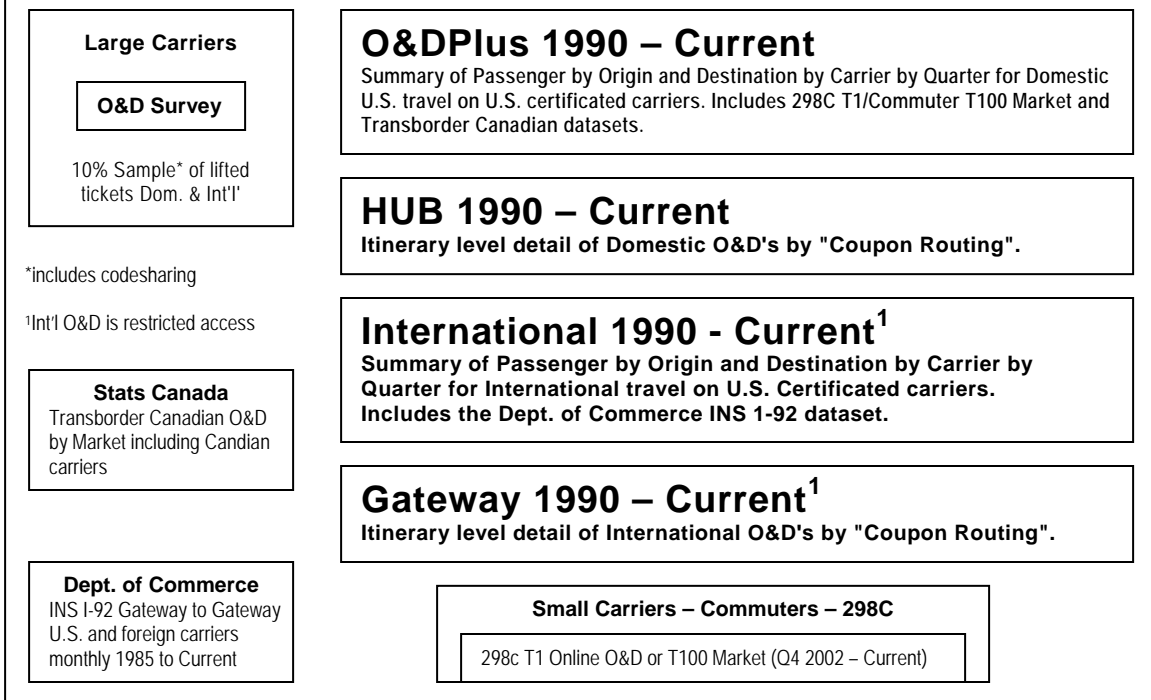 Large Carriers
O&D Survey
10% Sample* of lifted
tickets Dom. & Int'l'
*includes codesharing
¹Int'l O&D is restricted access
Stats Canada
Transborder Canadian O&D
by Market including Candian
carriers
Dept. of Commerce
INS I-92 Gateway to Gateway
U.S. and foreign carriers
monthly 1985 to Current
O&DPlus 1990 – Current
Summary of Passenger by Origin and Destination by Carrier by Quarter for Domestic
U.S. travel on U.S. certificated carriers. Includes 298C T1/Commuter T100 Market and
Transborder Canadian datasets.
HUB 1990 – Current
Itinerary level detail of Domestic O&D's by "Coupon Routing".
International 1990 - Current¹
Summary of Passenger by Origin and Destination by Carrier by
Quarter for International travel on U.S. Certificated carriers.
Includes the Dept. of Commerce INS 1-92 dataset.
Gateway 1990 – Current¹
Itinerary level detail of International O&D's by "Coupon Routing".
Small Carriers – Commuters – 298C
298c T1 Online O&D or T100 Market (Q4 2002 – Current)